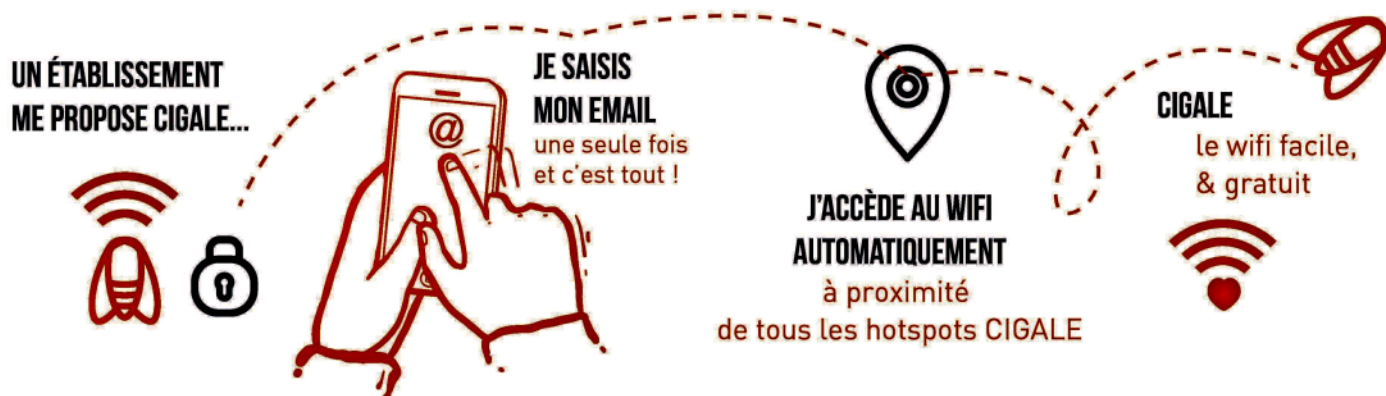 UN ÉTABLISSEMENT
ME PROPOSE CIGALE...
@
JE SAISIS
MON EMAIL
une seule fois
et c'est tout !
J'ACCÈDE AU WIFI
AUTOMATIQUEMENT
à proximité
de tous les hotspots CIGALE
CIGALE
le wifi facile,
& gratuit